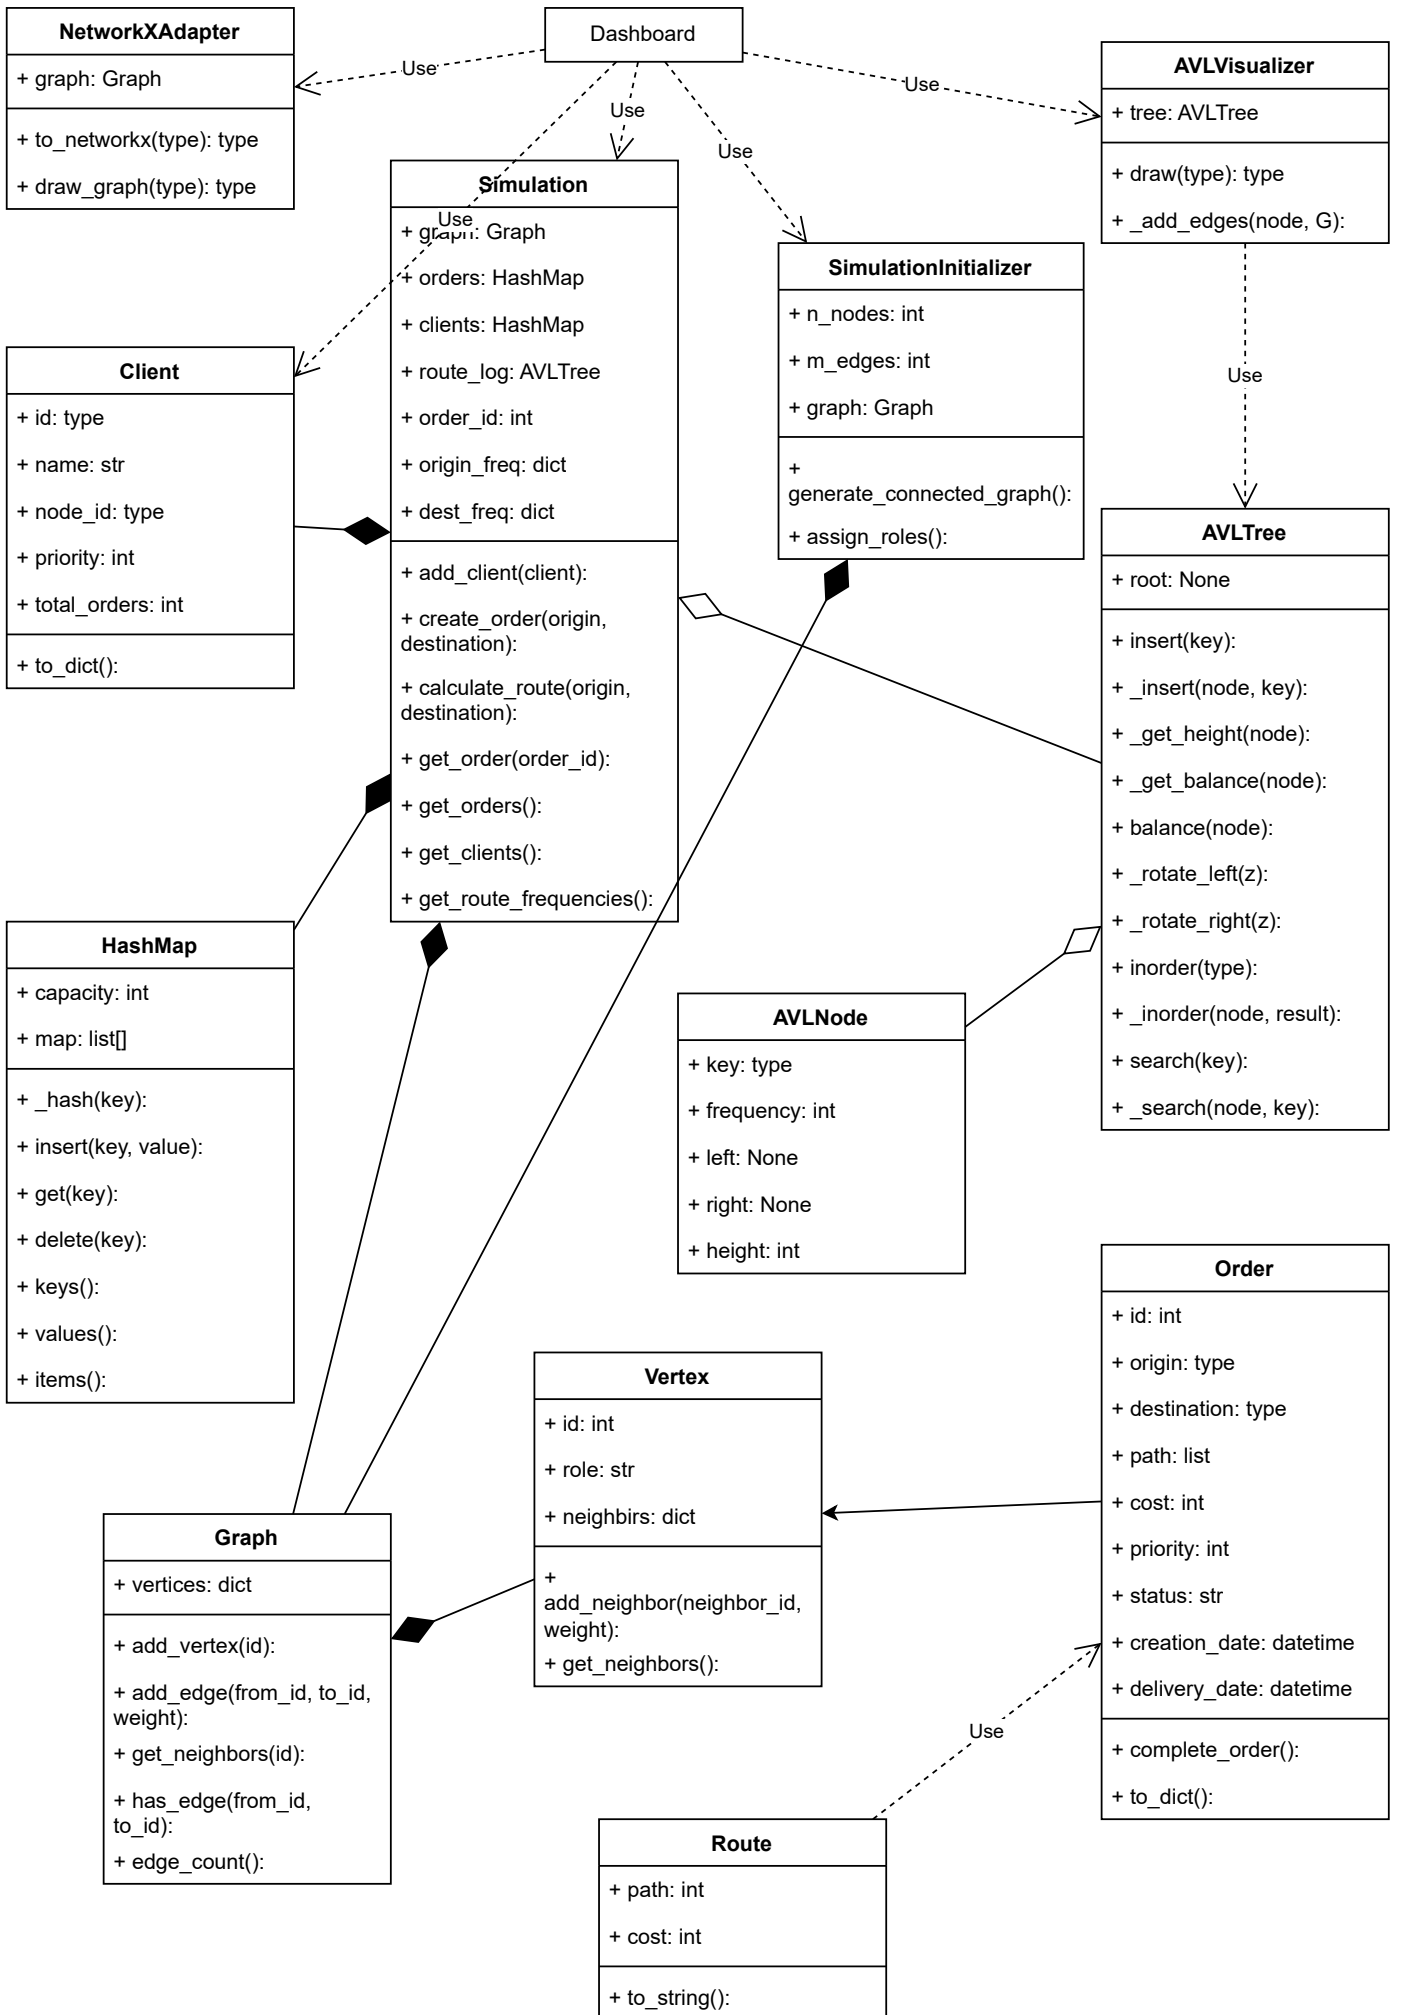 Dashboard
Use
Use
Use
Use
Use
NetworkXAdapter
+ graph: Graph
+ to_networkx(type): type
+ draw_graph(type): type
AVLVisualizer
+ tree: AVLTree
+ draw(type): type
+ _add_edges(node, G):
Use
Simulation
+ graph: Graph
+ orders: HashMap
+ clients: HashMap
+ route_log: AVLTree
+ order_id: int
+ origin_freq: dict
+ dest_freq: dict
+ add_client(client):
+ create_order(origin,
destination):
+ calculate_route(origin,
destination):
+ get_order(order_id):
+ get_orders():
+ get_clients():
+ get_route_frequencies():
SimulationInitializer
+ n_nodes: int
+ m_edges: int
+ graph: Graph
+
generate_connected_graph():
+ assign_roles():
Client
+ id: type
+ name: str
+ node_id: type
+ priority: int
+ total_orders: int
+ to_dict():
AVLTree
+ root: None
+ insert(key):
+ _insert(node, key):
+ _get_height(node):
+ _get_balance(node):
+ balance(node):
+ _rotate_left(z):
+ _rotate_right(z):
+ inorder(type):
+ _inorder(node, result):
+ search(key):
+ _search(node, key):
HashMap
+ capacity: int
+ map: list[]
+ _hash(key):
+ insert(key, value):
+ get(key):
+ delete(key):
+ keys():
+ values():
+ items():
AVLNode
+ key: type
+ frequency: int
+ left: None
+ right: None
+ height: int
Order
+ id: int
+ origin: type
+ destination: type
+ path: list
+ cost: int
+ priority: int
+ status: str
+ creation_date: datetime
+ delivery_date: datetime
+ complete_order():
+ to_dict():
Vertex
+ id: int
+ role: str
+ neighbirs: dict
+
add_neighbor(neighbor_id,
weight):
+ get_neighbors():
Graph
+ vertices: dict
+ add_vertex(id):
+ add_edge(from_id, to_id,
weight):
+ get_neighbors(id):
+ has_edge(from_id,
to_id):
+ edge_count():
Use
Route
+ path: int
+ cost: int
+ to_string():